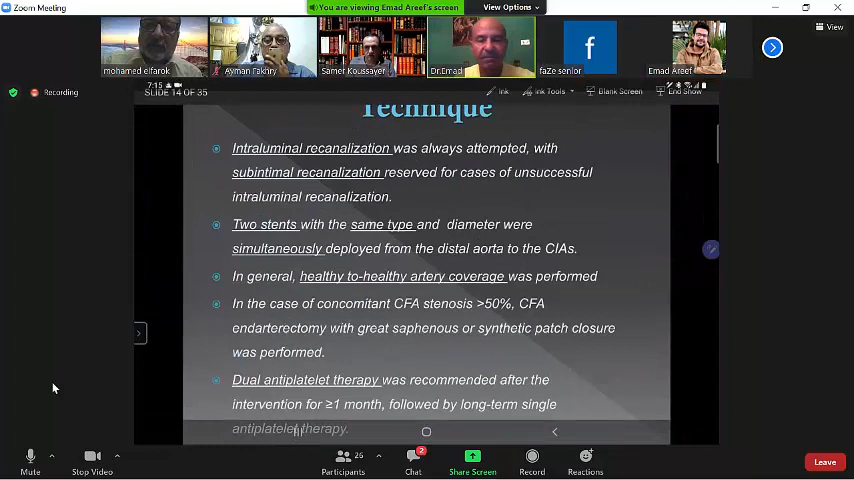 Zoom Meeting
You are viewing Emad Areef's screen
View Options
mohamed elfarok
Ayman Fakhry
Samer Koussayer
Dr.Emad
f
faZe senior
Emad Areef
View
Recording
7:15
SLIDE 14 OF 35
Ink
Ink Tools
Blank Screen
End Show
Technique
Intraluminal recanalization was always attempted, with
subintimal recanalization reserved for cases of unsuccessful
intraluminal recanalization.
Two stents with the same type and diameter were
simultaneously deployed from the distal aorta to the CIAs.
In general, healthy to-healthy artery coverage was performed
In the case of concomitant CFA stenosis >50%, CFA
endarterectomy with great saphenous or synthetic patch closure
was performed.
Dual antiplatelet therapy was recommended after the
intervention for ≥1 month, followed by long-term single
antiplatelet therapy.
Mute
Stop Video
26
Participants
2
Chat
Share Screen
Record
Reactions
Leave